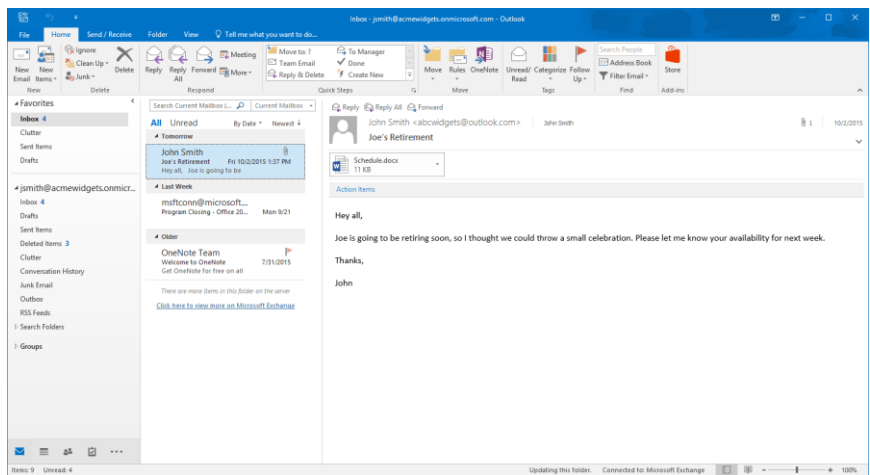 Inbox - jsmith@acmewidgets.onmicrosoft.com - Outlook
File Home Send / Receive Folder View Tell me what you want to do...
New Email
New Items
Ignore
Clean Up
Junk
Delete
Reply
Reply All
Forward
Meeting
More
Move to: ?
Team Email
Reply & Delete
To Manager
Done
Create New
Move
Rules
OneNote
Unread/ Read
Categorize
Follow Up
Search People
Address Book
Filter Email
Store
New Delete Respond Quick Steps Move Tags Find Add-ins
Favorites
Inbox 4
Clutter
Sent Items
Drafts
jsmith@acmewidgets.onmicr...
Inbox 4
Drafts
Sent Items
Deleted Items 3
Clutter
Conversation History
Junk Email
Outbox
RSS Feeds
Search Folders
Groups
Search Current Mailbox (... Current Mailbox
All Unread By Date Newest
Tomorrow
John Smith
Joe's Retirement Fri 10/2/2015 1:37 PM
Hey all, Joe is going to be
Last Week
msftconn@microsoft...
Program Closing - Office 20... Mon 9/21
Older
OneNote Team
Welcome to OneNote 7/31/2015
Get OneNote for free on all
There are more items in this folder on the server
Click here to view more on Microsoft Exchange
Reply Reply All Forward
John Smith <abcwidgets@outlook.com> John Smith 1 10/2/2015
Joe's Retirement
Schedule.docx
11 KB
Action Items
Hey all,
Joe is going to be retiring soon, so I thought we could throw a small celebration. Please let me know your availability for next week.
Thanks,
John
Items: 9 Unread: 4 Updating this folder. Connected to: Microsoft Exchange 100%